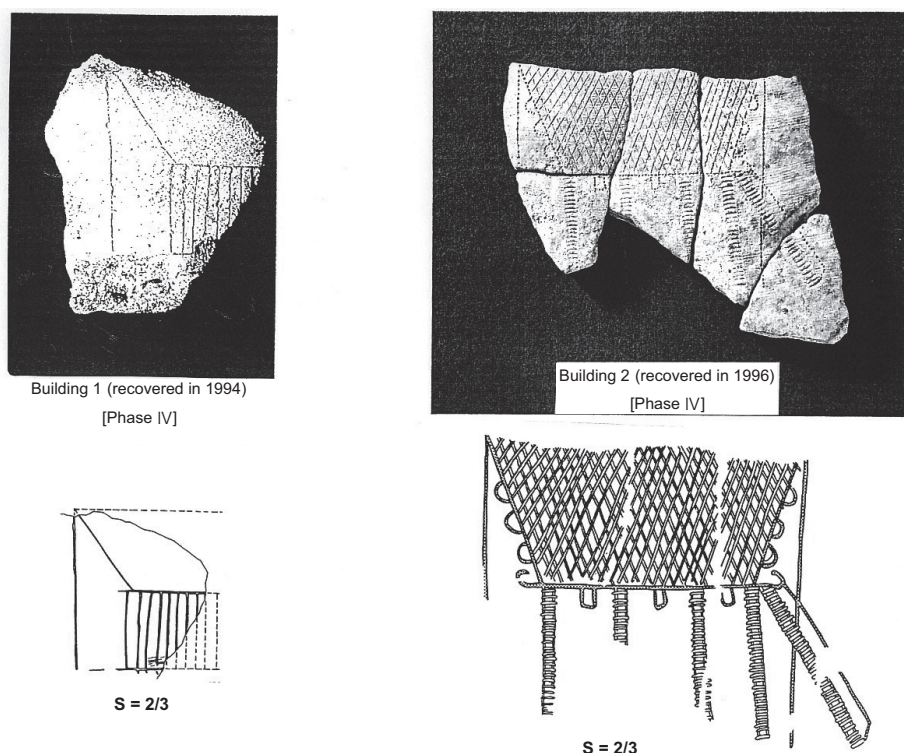 Building 1 (recovered in 1994)
[Phase IV]
Building 2 (recovered in 1996)
[Phase IV]
S = 2/3
S = 2/3